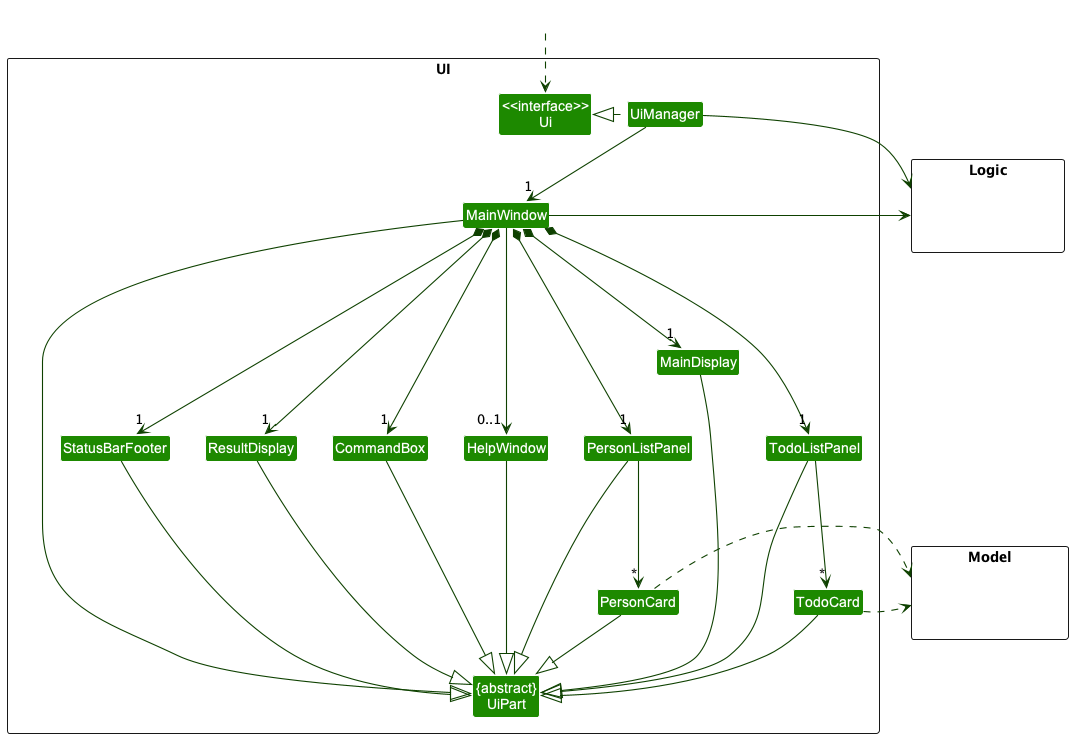 UI
<<interface>>
Ui
UiManager
Logic
1
MainWindow
1
MainDisplay
1
1
1
0..1
1
1
StatusBarFooter
ResultDisplay
CommandBox
HelpWindow
PersonListPanel
TodoListPanel
Model
*
*
PersonCard
TodoCard
{abstract}
UiPart